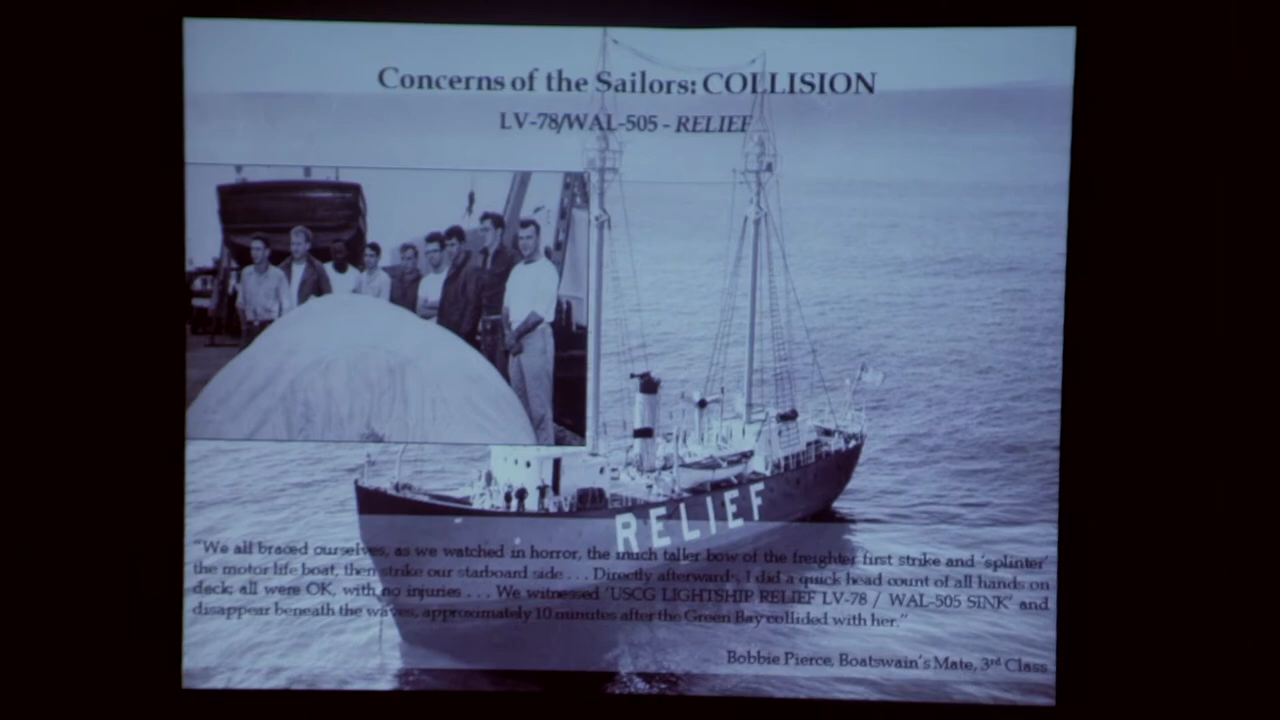 Concerns of the Sailors: COLLISION
LV-78/WAL-505 - RELIEF
RELIEF
"We all braced ourselves, as we watched in horror, the much taller bow of the freighter first strike and 'splinter'
the motor life boat, then strike our starboard side . . . Directly afterwards, I did a quick head count of all hands on
deck; all were OK, with no injuries . . . We witnessed 'USCG LIGHTSHIP RELIEF LV-78 / WAL-505 SINK' and
disappear beneath the waves, approximately 10 minutes after the Green Bay collided with her."
Bobbie Pierce, Boatswain's Mate, 3rd Class